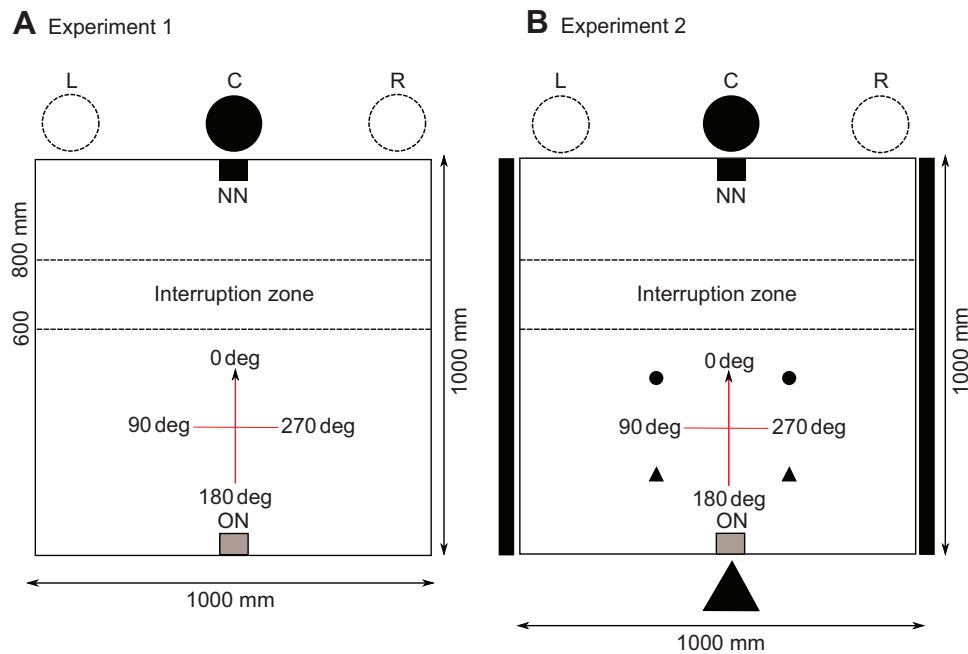 A Experiment 1
L
C
R
NN
800 mm
600
Interruption zone
0 deg
90 deg
270 deg
180 deg
ON
1000 mm
1000 mm
B Experiment 2
L
C
R
NN
Interruption zone
0 deg
90 deg
270 deg
180 deg
ON
1000 mm
1000 mm